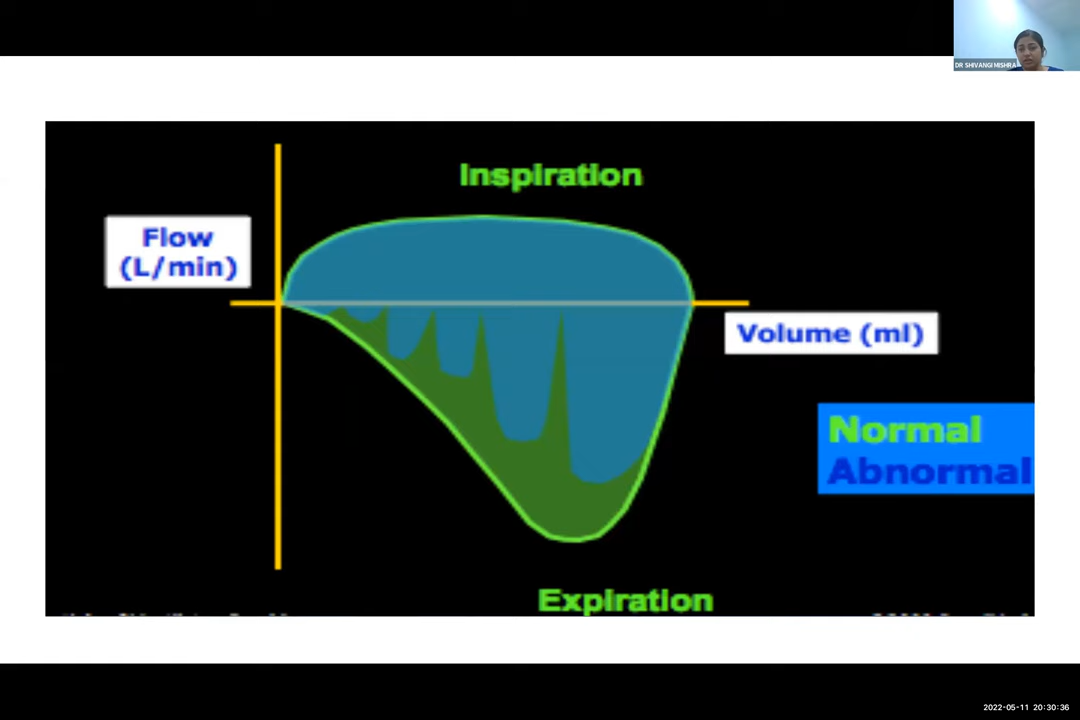 DR SHIVANGI MISHRA
Inspiration
Flow
(L/min)
Volume (ml)
Normal
Abnormal
Expiration
2022-05-11 20:30:36